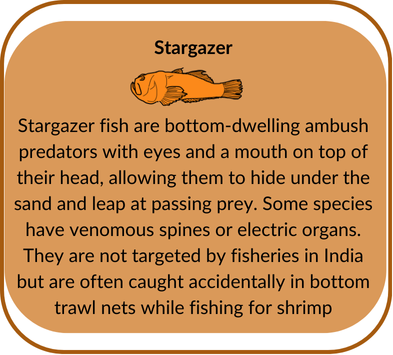 Stargazer
Stargazer fish are bottom-dwelling ambush
predators with eyes and a mouth on top of
their head, allowing them to hide under the
sand and leap at passing prey. Some species
have venomous spines or electric organs.
They are not targeted by fisheries in India
but are often caught accidentally in bottom
trawl nets while fishing for shrimp